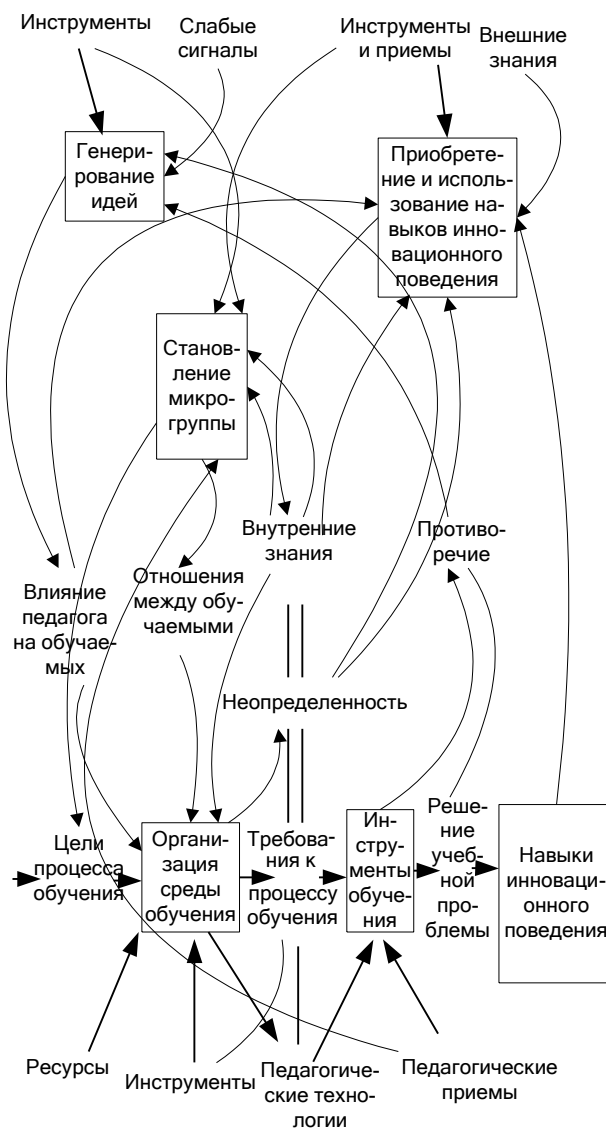 Инструменты
Слабые
сигналы
Инструменты
и приемы
Внешние
знания
Генери-
рование
идей
Приобрете-
ние и исполь-
зование на-
выков инно-
вационного
поведения
Станов-
ление
микро-
группы
Внутренние
знания
Противо-
речие
Влияние
педагога
на обучае-
мых
Отношения
между обу-
чаемыми
Неопределенность
Цели
процесса
обучения
Органи-
зация
среды
обучения
Требова-
ния к
процессу
обучения
Ин-
стру-
менты
обуче-
ния
Реше-
ние
учеб-
ной
про-
блемы
Навыки
инноваци-
онного
поведения
Ресурсы
Инструменты
Педагогиче-
ские техно-
логии
Педагогические
приемы